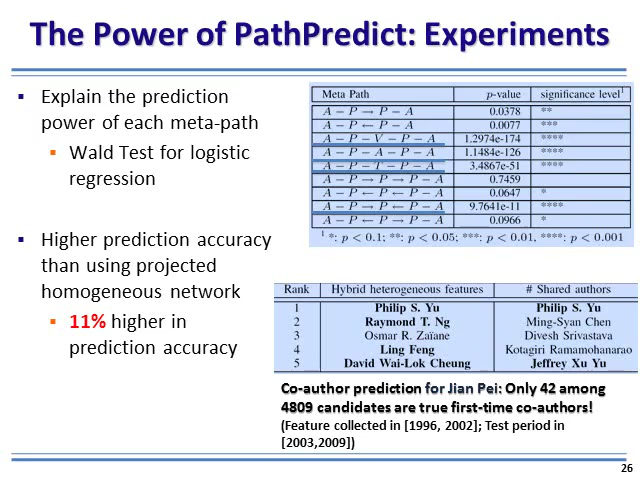 The Power of PathPredict: Experiments
▪ Explain the prediction
power of each meta-path
▪ Wald Test for logistic
regression
▪ Higher prediction accuracy
than using projected
homogeneous network
▪ 11% higher in
prediction accuracy
Meta Path p-value significance level¹
A − P → P − A 0.0378 **
A − P ← P − A 0.0077 ***
A − P − V − P − A 1.2974e-174 ****
A − P − A − P − A 1.1484e-126 ****
A − P − T − P − A 3.4867e-51 ****
A − P → P → P − A 0.7459
A − P ← P ← P − A 0.0647 *
A − P → P ← P − A 9.7641e-11 ****
A − P ← P → P − A 0.0966 *
¹ *: p < 0.1; **: p < 0.05; ***: p < 0.01, ****: p < 0.001
Rank Hybrid heterogeneous features # Shared authors
1 Philip S. Yu Philip S. Yu
2 Raymond T. Ng Ming-Syan Chen
3 Osmar R. Zaïane Divesh Srivastava
4 Ling Feng Kotagiri Ramamohanarao
5 David Wai-Lok Cheung Jeffrey Xu Yu
Co-author prediction for Jian Pei: Only 42 among
4809 candidates are true first-time co-authors!
(Feature collected in [1996, 2002]; Test period in
[2003,2009])
26